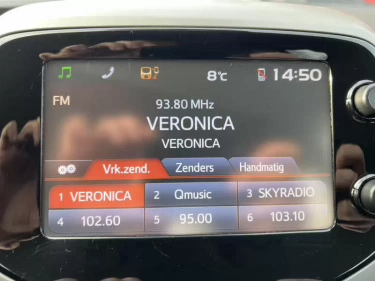 8°C 14:50
FM
93.80 MHz
VERONICA
VERONICA
Vrk.zend. Zenders Handmatig
1 VERONICA 2 Qmusic 3 SKYRADIO
4 102.60 5 95.00 6 103.10